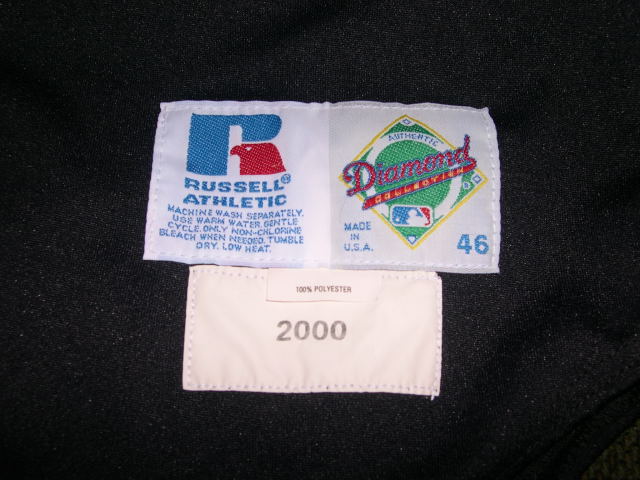 RUSSELL®
ATHLETIC
MACHINE WASH SEPARATELY.
USE WARM WATER, GENTLE
CYCLE. ONLY NON-CHLORINE
BLEACH WHEN NEEDED. TUMBLE
DRY. LOW HEAT.
AUTHENTIC
Diamond
COLLECTION
MADE
IN
U.S.A.
46
100% POLYESTER
2000